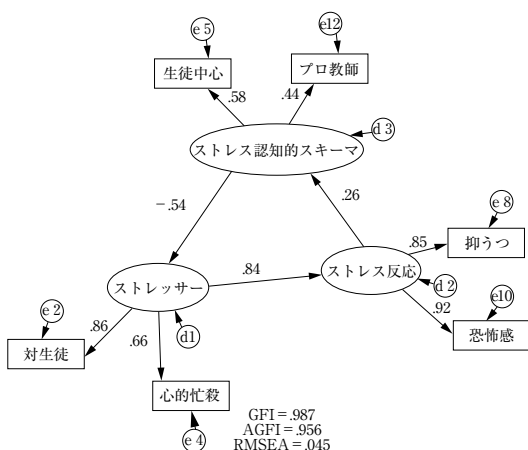 e 5
e12
生徒中心
プロ教師
.58
.44
d 3
ストレス認知的スキーマ
－.54
.26
e 8
.85
抑うつ
.84
ストレス反応
ストレッサー
d 2
.92
e10
e 2
.86
.66
d1
恐怖感
対生徒
心的忙殺
e 4
GFI＝.987
AGFI＝.956
RMSEA＝.045